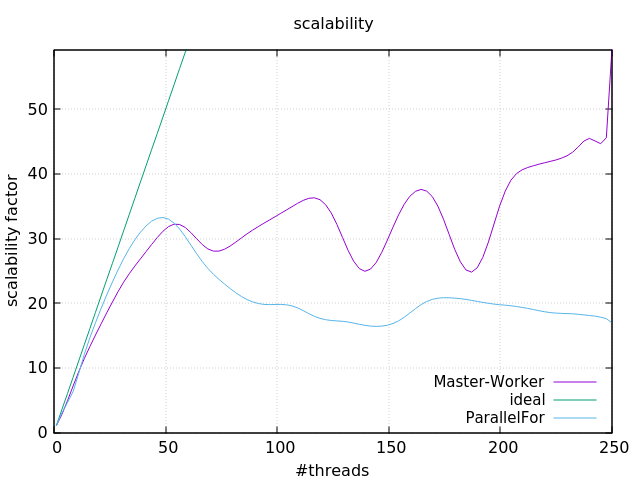 scalability
scalability factor
50
40
30
20
10
0
0 50 100 150 200 250
#threads
Master-Worker
ideal
ParallelFor